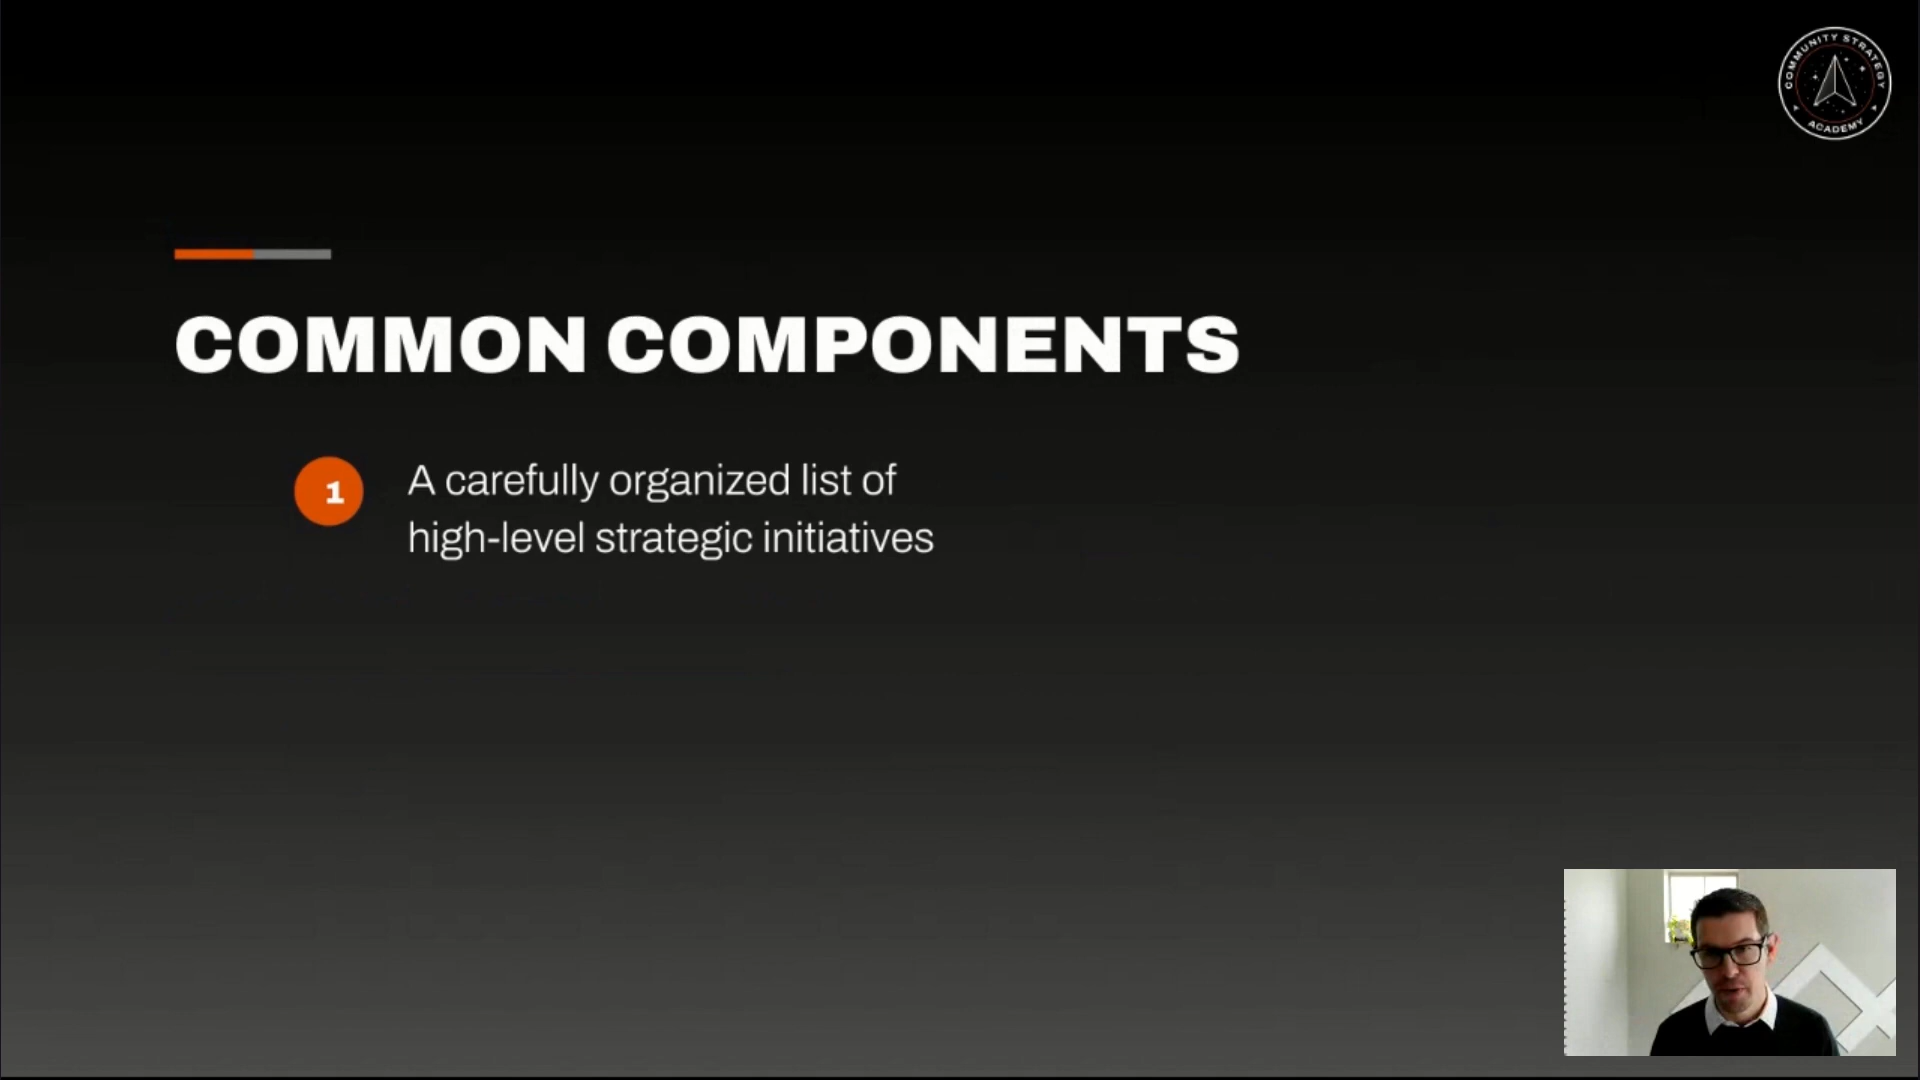 COMMUNITY STRATEGY
ACADEMY
COMMON COMPONENTS
1
A carefully organized list of
high-level strategic initiatives